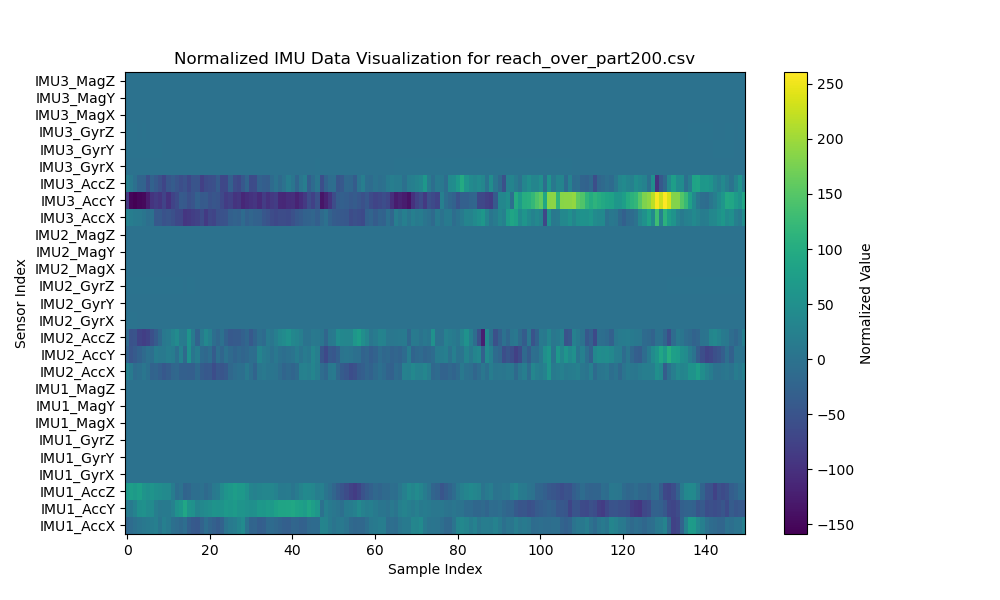 Normalized IMU Data Visualization for reach_over_part200.csv
IMU3_MagZ
IMU3_MagY
IMU3_MagX
IMU3_GyrZ
IMU3_GyrY
IMU3_GyrX
IMU3_AccZ
IMU3_AccY
IMU3_AccX
IMU2_MagZ
IMU2_MagY
IMU2_MagX
IMU2_GyrZ
IMU2_GyrY
IMU2_GyrX
IMU2_AccZ
IMU2_AccY
IMU2_AccX
IMU1_MagZ
IMU1_MagY
IMU1_MagX
IMU1_GyrZ
IMU1_GyrY
IMU1_GyrX
IMU1_AccZ
IMU1_AccY
IMU1_AccX
Sensor Index
0 20 40 60 80 100 120 140
Sample Index
250
200
150
100
50
0
−50
−100
−150
Normalized Value